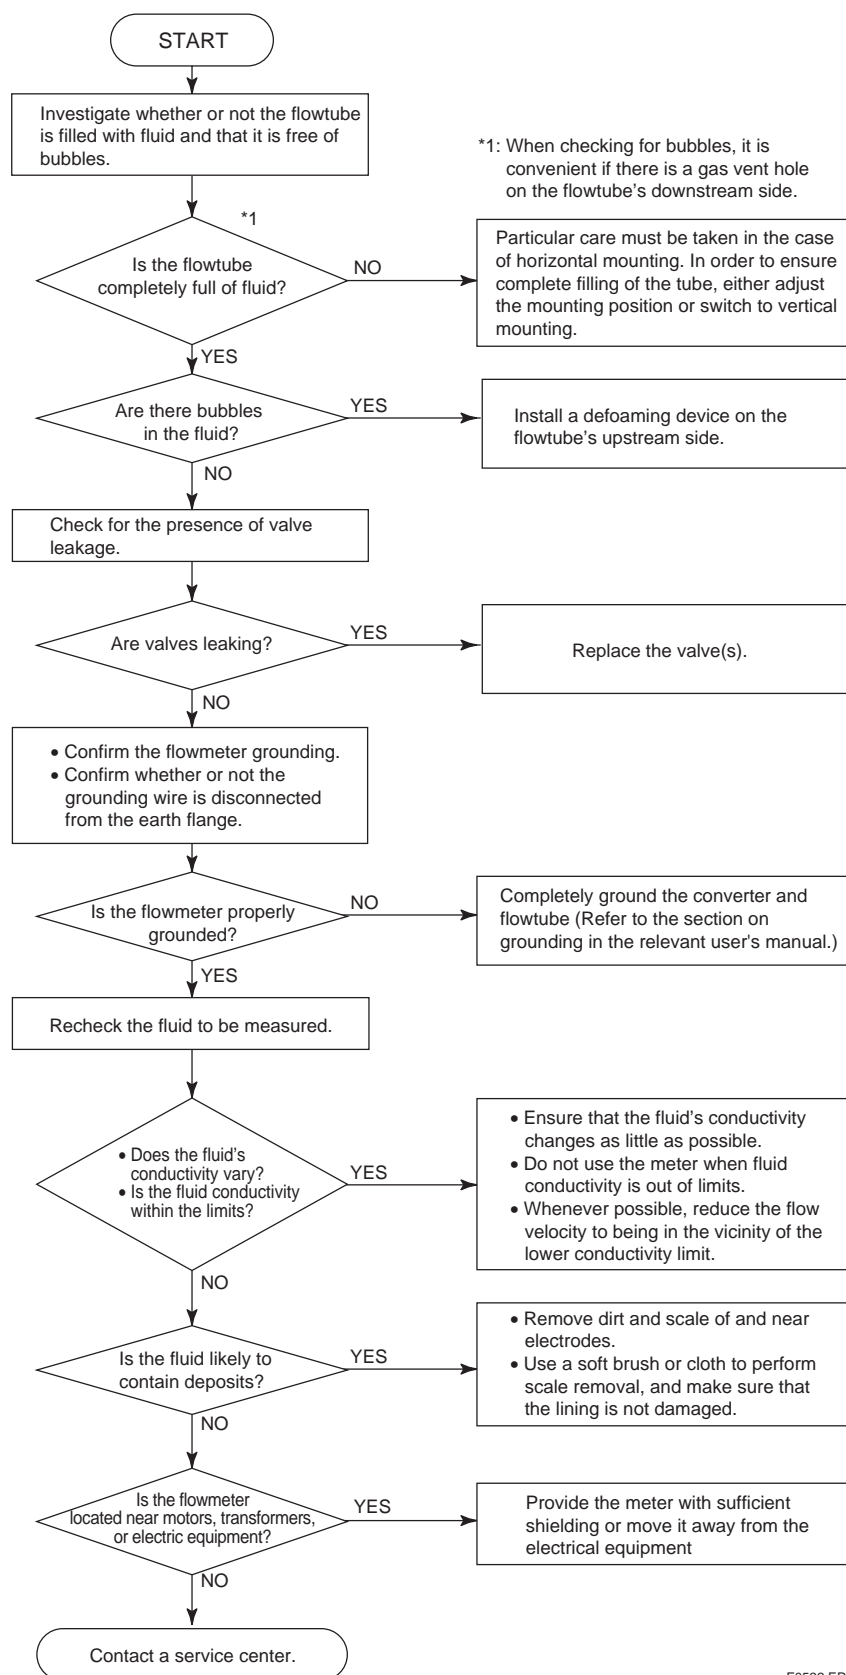 START
Investigate whether or not the flowtube
is filled with fluid and that it is free of
bubbles.
*1: When checking for bubbles, it is
convenient if there is a gas vent hole
on the flowtube's downstream side.
*1
Is the flowtube
completely full of fluid?
NO
Particular care must be taken in the case
of horizontal mounting. In order to ensure
complete filling of the tube, either adjust
the mounting position or switch to vertical
mounting.
YES
Are there bubbles
in the fluid?
YES
Install a defoaming device on the
flowtube's upstream side.
NO
Check for the presence of valve
leakage.
Are valves leaking?
YES
Replace the valve(s).
NO
• Confirm the flowmeter grounding.
• Confirm whether or not the
grounding wire is disconnected
from the earth flange.
Is the flowmeter properly
grounded?
NO
Completely ground the converter and
flowtube (Refer to the section on
grounding in the relevant user's manual.)
YES
Recheck the fluid to be measured.
• Does the fluid's
conductivity vary?
• Is the fluid conductivity
within the limits?
YES
• Ensure that the fluid's conductivity
changes as little as possible.
• Do not use the meter when fluid
conductivity is out of limits.
• Whenever possible, reduce the flow
velocity to being in the vicinity of the
lower conductivity limit.
NO
Is the fluid likely to
contain deposits?
YES
• Remove dirt and scale of and near
electrodes.
• Use a soft brush or cloth to perform
scale removal, and make sure that
the lining is not damaged.
NO
Is the flowmeter
located near motors, transformers,
or electric equipment?
YES
Provide the meter with sufficient
shielding or move it away from the
electrical equipment
NO
Contact a service center.